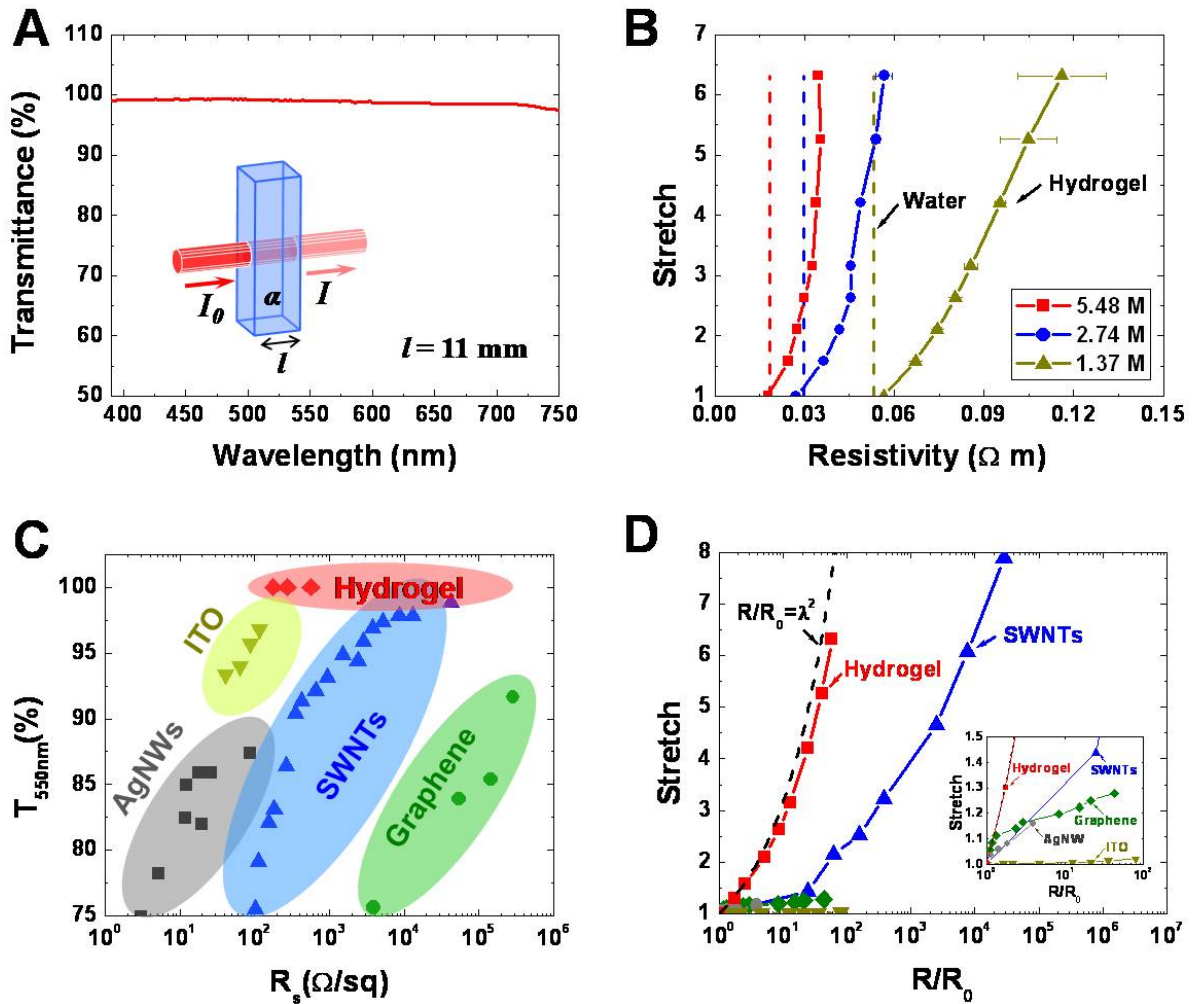 A
Transmittance (%)
110
100
90
80
70
60
50
I0
α
I
l
l = 11 mm
400
450
500
550
600
650
700
750
Wavelength (nm)
B
Stretch
7
6
5
4
3
2
1
Water
Hydrogel
5.48 M
2.74 M
1.37 M
0.00
0.03
0.06
0.09
0.12
0.15
Resistivity (Ω m)
C
T550nm(%)
100
95
90
85
80
75
Hydrogel
ITO
AgNWs
SWNTs
Graphene
10^0
10^1
10^2
10^3
10^4
10^5
10^6
Rs(Ω/sq)
D
Stretch
8
7
6
5
4
3
2
1
R/R0=λ^2
Hydrogel
SWNTs
1.5
1.4
1.3
1.2
1.1
1.0
Stretch
Hydrogel
SWNTs
Graphene
AgNW
ITO
10^0
10^1
10^2
R/R0
10^0
10^1
10^2
10^3
10^4
10^5
10^6
10^7
R/R0